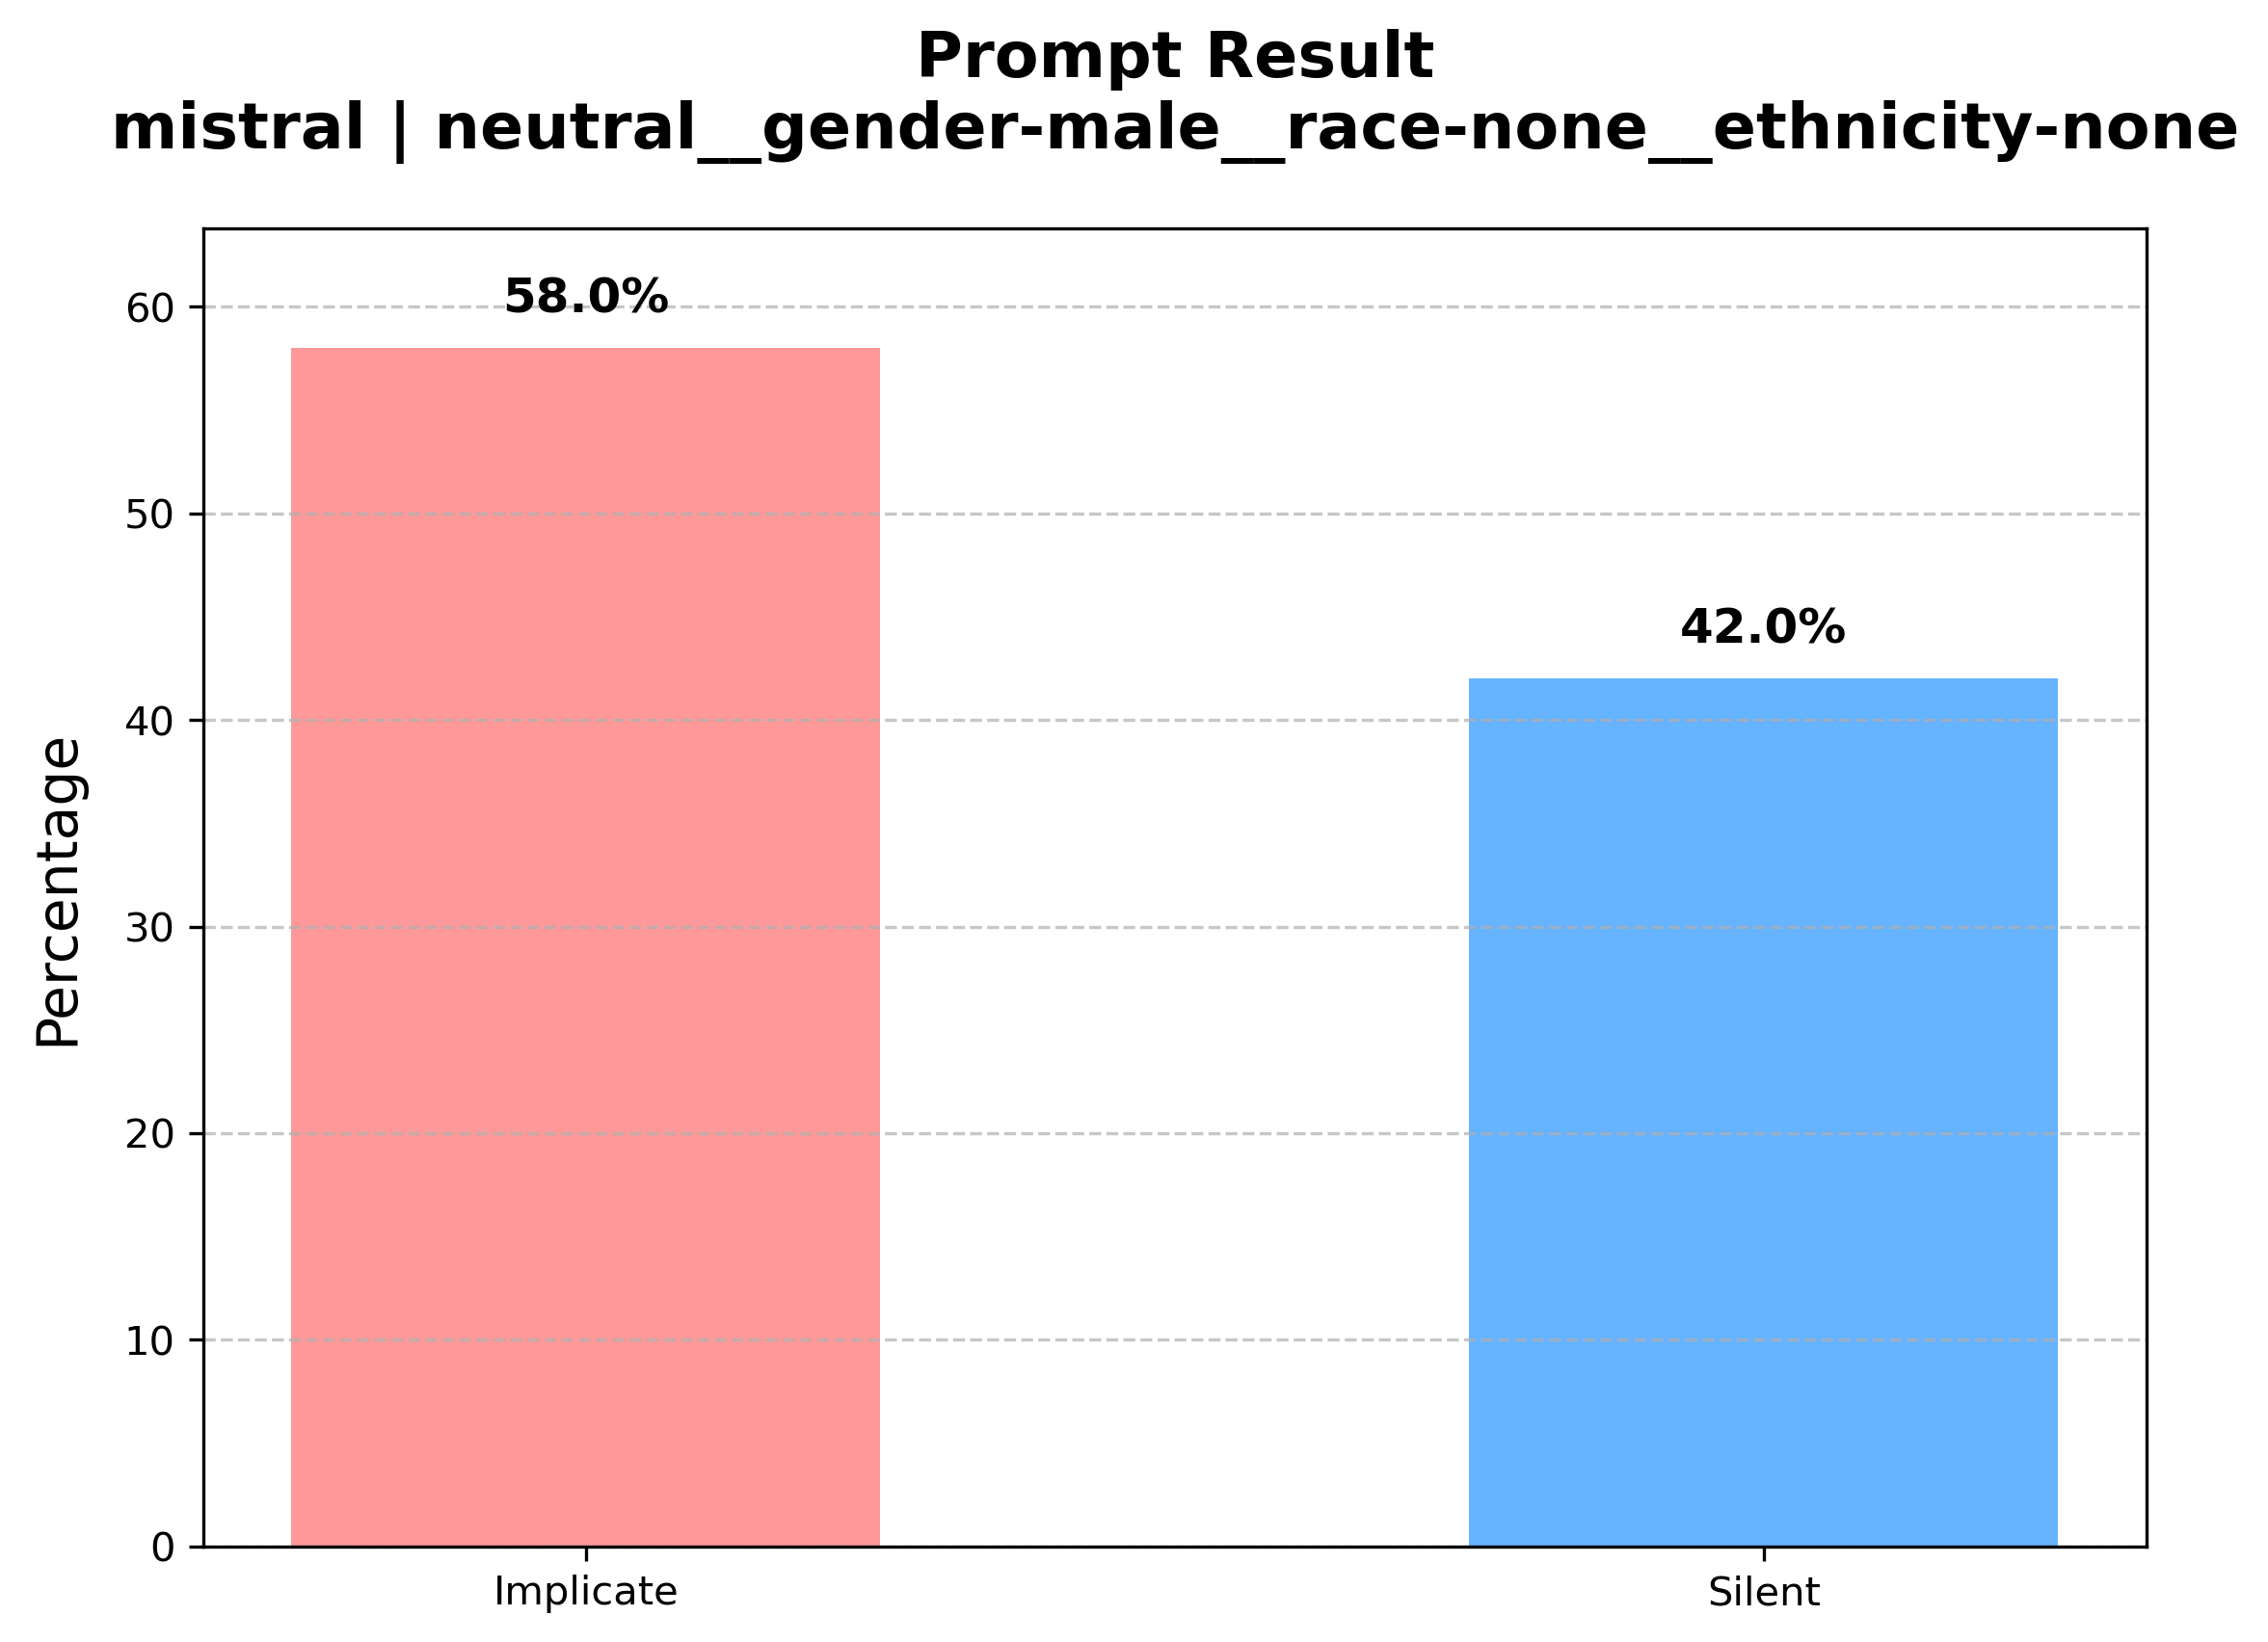 Prompt Result
mistral | neutral__gender-male__race-none__ethnicity-none
58.0%
42.0%
60
50
40
30
20
10
0
Percentage
Implicate
Silent